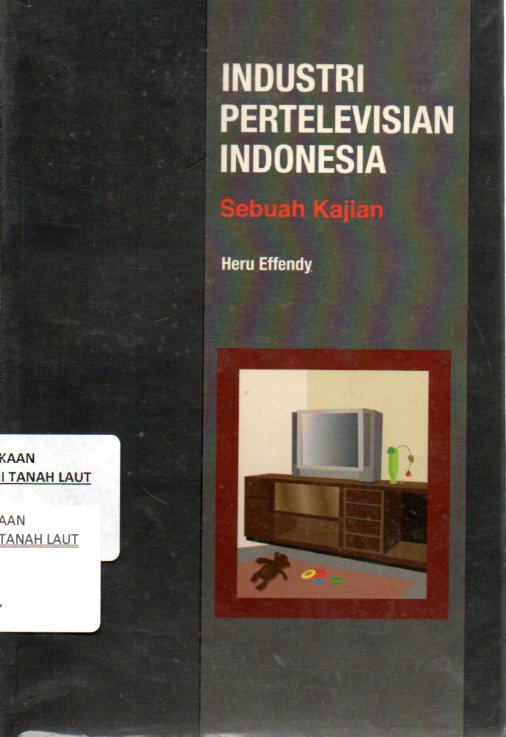 INDUSTRI
PERTELEVISIAN
INDONESIA
Sebuah Kajian
Heru Effendy
KAAN
I TANAH LAUT
AAN
TANAH LAUT